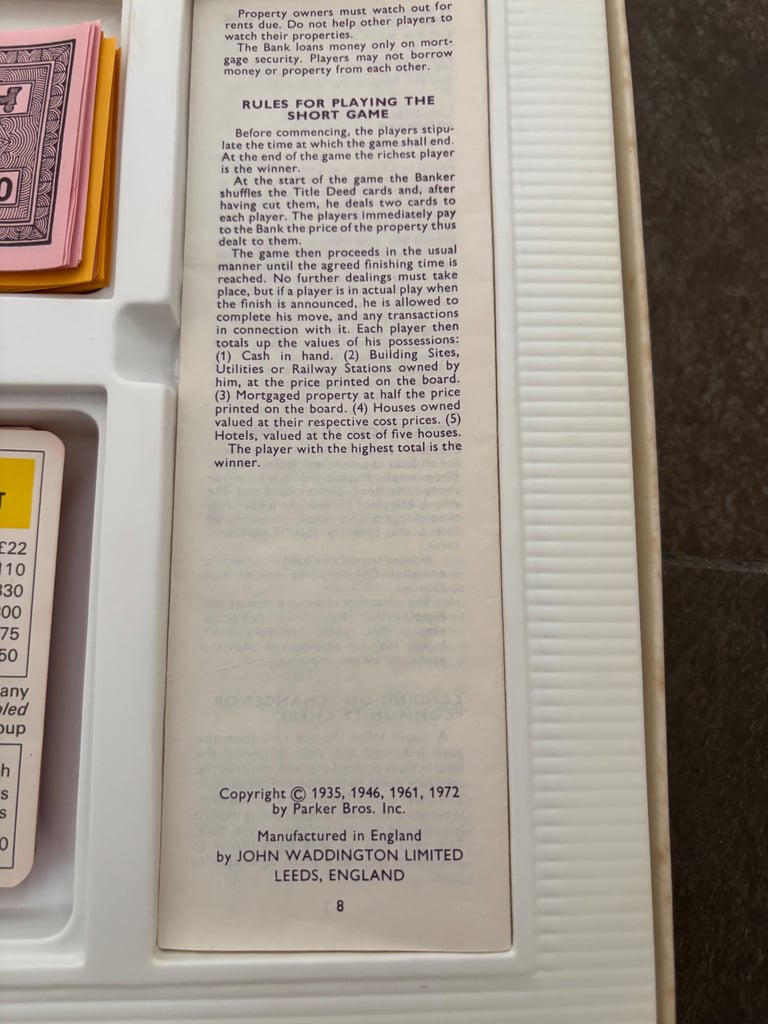 Property owners must watch out for
rents due. Do not help other players to
watch their properties.
The Bank loans money only on mort-
gage security. Players may not borrow
money or property from each other.
RULES FOR PLAYING THE
SHORT GAME
Before commencing, the players stipu-
late the time at which the game shall end.
At the end of the game the richest player
is the winner.
At the start of the game the Banker
shuffles the Title Deed cards and, after
having cut them, he deals two cards to
each player. The players immediately pay
to the Bank the price of the property thus
dealt to them.
The game then proceeds in the usual
manner until the agreed finishing time is
reached. No further dealings must take
place, but if a player is in actual play when
the finish is announced, he is allowed to
complete his move, and any transactions
in connection with it. Each player then
totals up the values of his possessions:
(1) Cash in hand. (2) Building Sites,
Utilities or Railway Stations owned by
him, at the price printed on the board.
(3) Mortgaged property at half the price
printed on the board. (4) Houses owned
valued at their respective cost prices. (5)
Hotels, valued at the cost of five houses.
The player with the highest total is the
winner.
Copyright © 1935, 1946, 1961, 1972
by Parker Bros. Inc.
Manufactured in England
by JOHN WADDINGTON LIMITED
LEEDS, ENGLAND
8
0
T
£22
110
330
00
75
50
any
oup
h
s
s
0